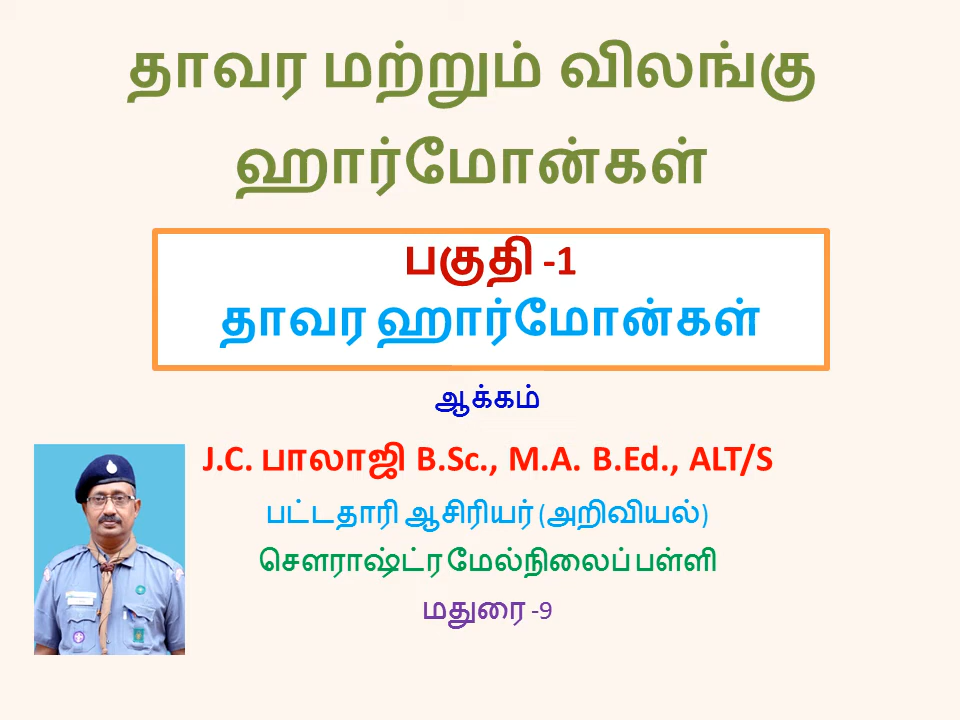 தாவர மற்றும் விலங்கு
ஹார்மோன்கள்
பகுதி -1
தாவர ஹார்மோன்கள்
ஆக்கம்
J.C. பாலாஜி B.Sc., M.A. B.Ed., ALT/S
பட்டதாரி ஆசிரியர் (அறிவியல்)
சௌராஷ்ட்ர மேல்நிலைப் பள்ளி
மதுரை -9